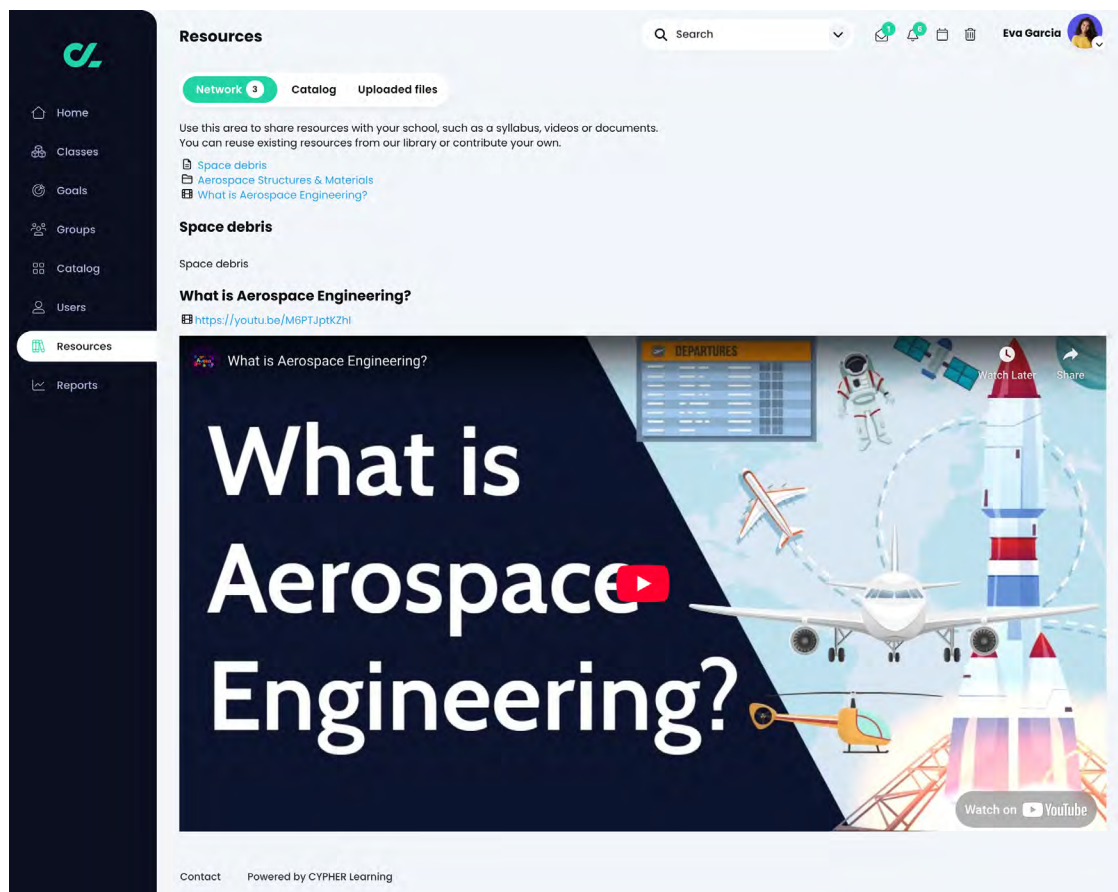 Resources
Search
1
6
Eva Garcia
Home
Classes
Goals
Groups
Catalog
Users
Resources
Reports
Network 3
Catalog
Uploaded files
Use this area to share resources with your school, such as a syllabus, videos or documents.
You can reuse existing resources from our library or contribute your own.
Space debris
Aerospace Structures & Materials
What is Aerospace Engineering?
Space debris
Space debris
What is Aerospace Engineering?
https://youtu.be/M6PTJptKZhI
What is Aerospace Engineering?
DEPARTURES
Watch Later
Share
What is
Aerospace
Engineering?
Watch on YouTube
Contact
Powered by CYPHER Learning